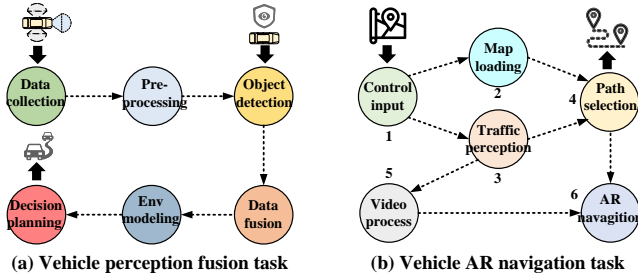 Data
collection
Pre-
processing
Object
detection
Decision
planning
Env
modeling
Data
fusion
(a) Vehicle perception fusion task
Control
input
1
Map
loading
2
Traffic
perception
3
Path
selection
4
5
Video
process
6
AR
navagition
(b) Vehicle AR navigation task